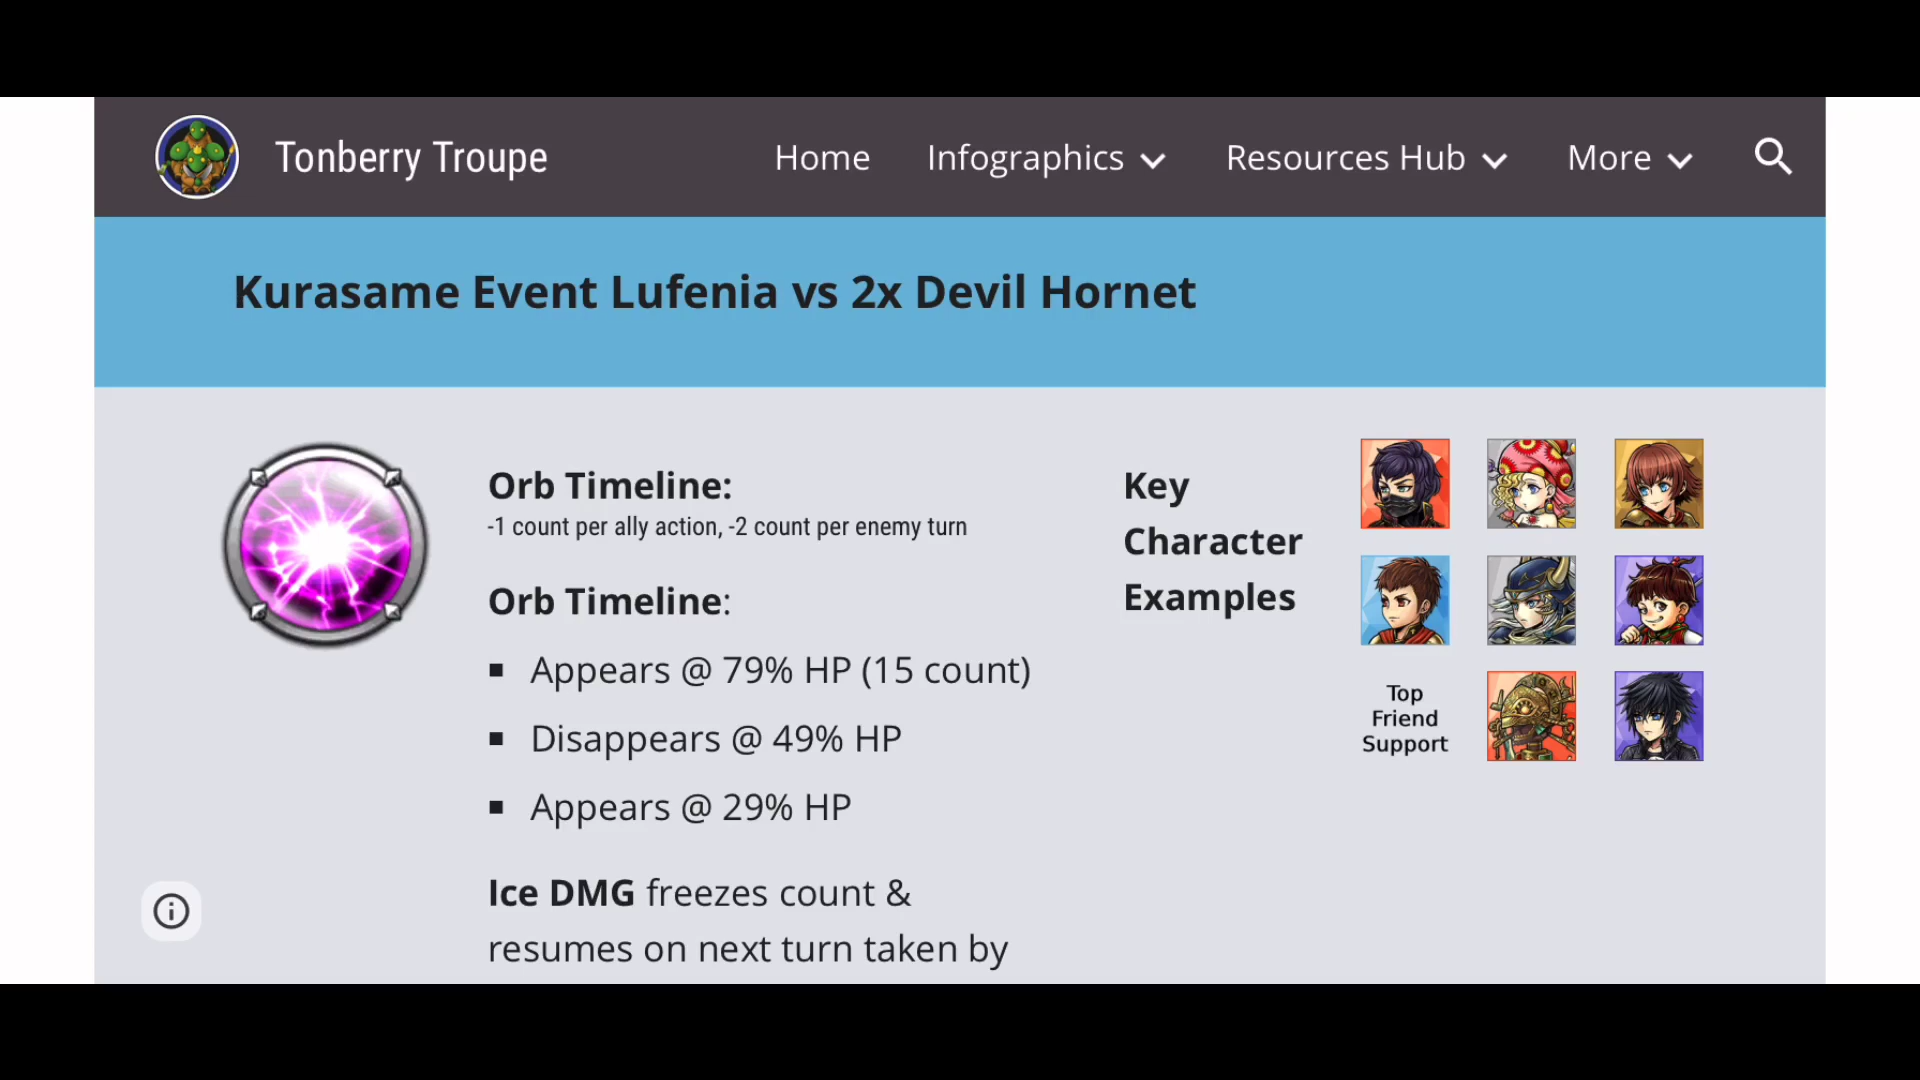 Tonberry Troupe
Home
Infographics
Resources Hub
More
Kurasame Event Lufenia vs 2x Devil Hornet
Orb Timeline:
-1 count per ally action, -2 count per enemy turn
Orb Timeline:
▪ Appears @ 79% HP (15 count)
▪ Disappears @ 49% HP
▪ Appears @ 29% HP
Ice DMG freezes count &
resumes on next turn taken by
Key
Character
Examples
Top
Friend
Support